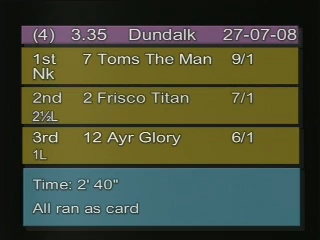 (4) 3.35 Dundalk 27-07-08
1st 7 Toms The Man 9/1
Nk
2nd 2 Frisco Titan 7/1
2½L
3rd 12 Ayr Glory 6/1
1L
Time: 2' 40"
All ran as card